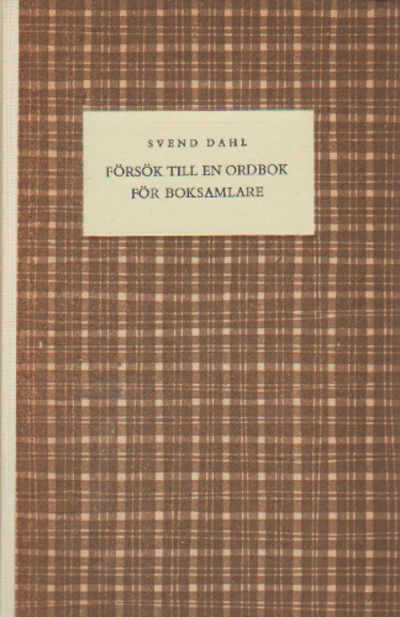 SVEND DAHL
FÖRSÖK TILL EN ORDBOK
FÖR BOKSAMLARE